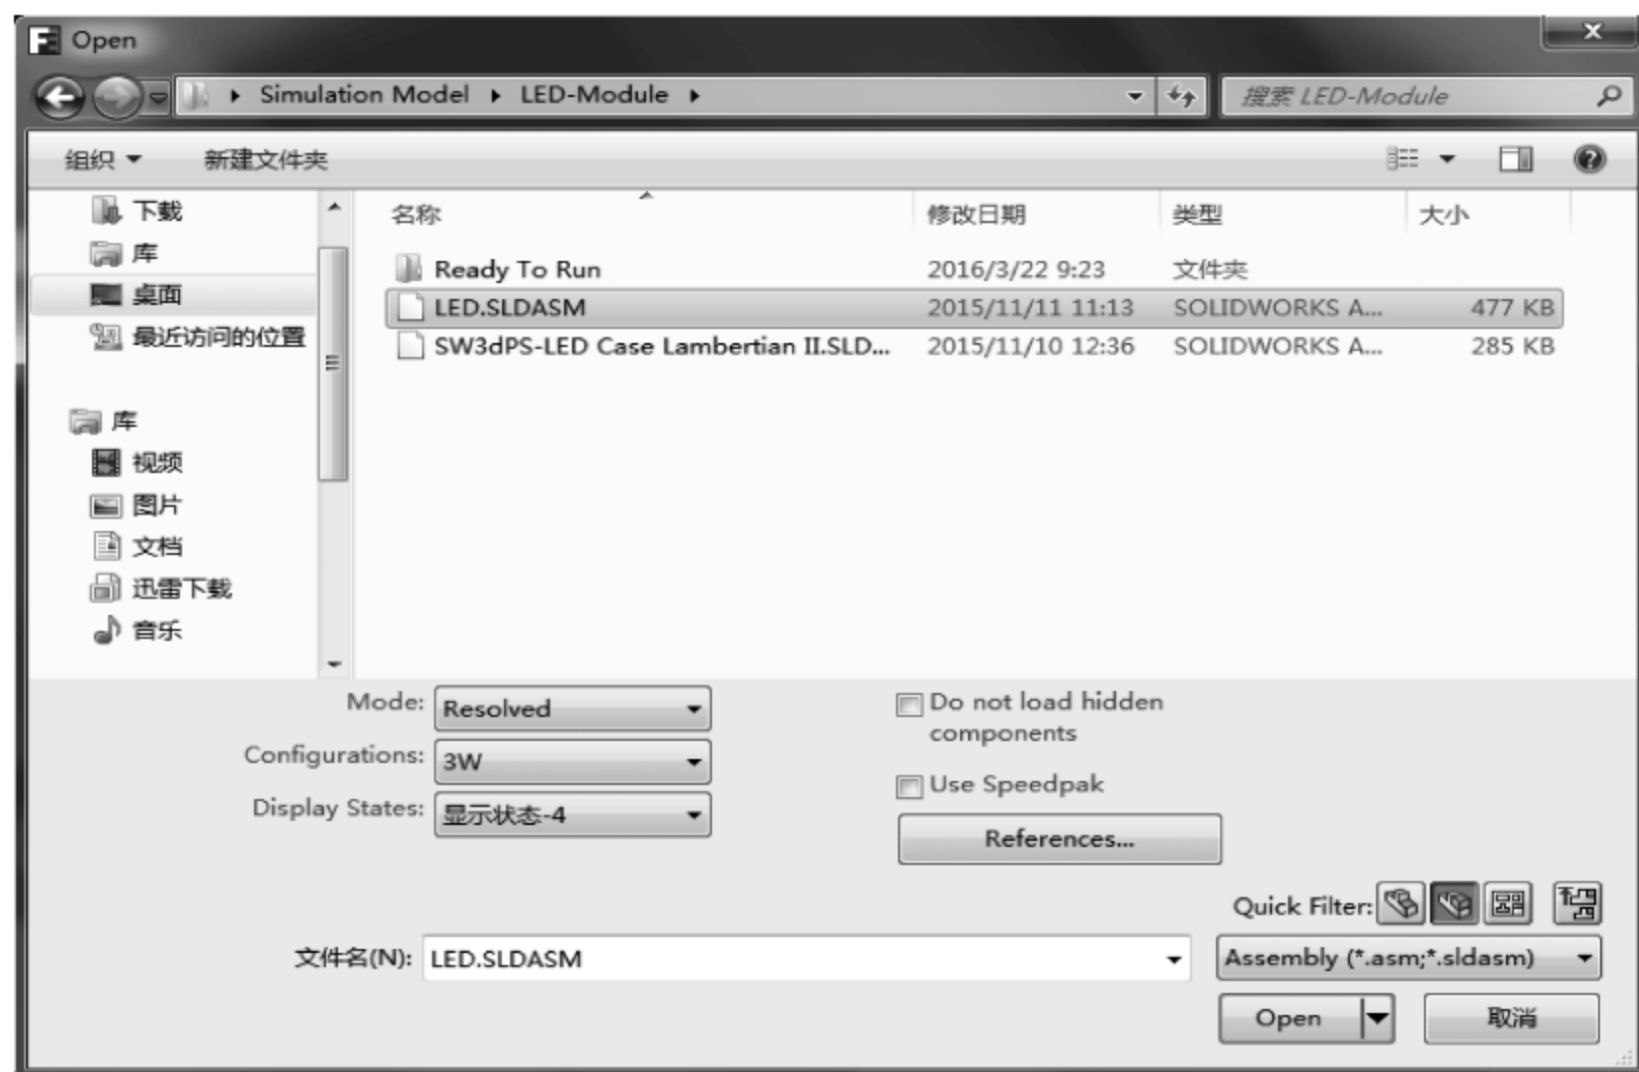 Open
Simulation Model LED-Module
搜索 LED-Module
组织 新建文件夹
下载
库
桌面
最近访问的位置
库
视频
图片
文档
迅雷下载
音乐
名称 修改日期 类型 大小
Ready To Run 2016/3/22 9:23 文件夹
LED.SLDASM 2015/11/11 11:13 SOLIDWORKS A... 477 KB
SW3dPS-LED Case Lambertian II.SLD... 2015/11/10 12:36 SOLIDWORKS A... 285 KB
Mode: Resolved
Configurations: 3W
Display States: 显示状态-4
Do not load hidden
components
Use Speedpak
References...
Quick Filter:
文件名(N): LED.SLDASM
Assembly (*.asm;*.sldasm)
Open 取消